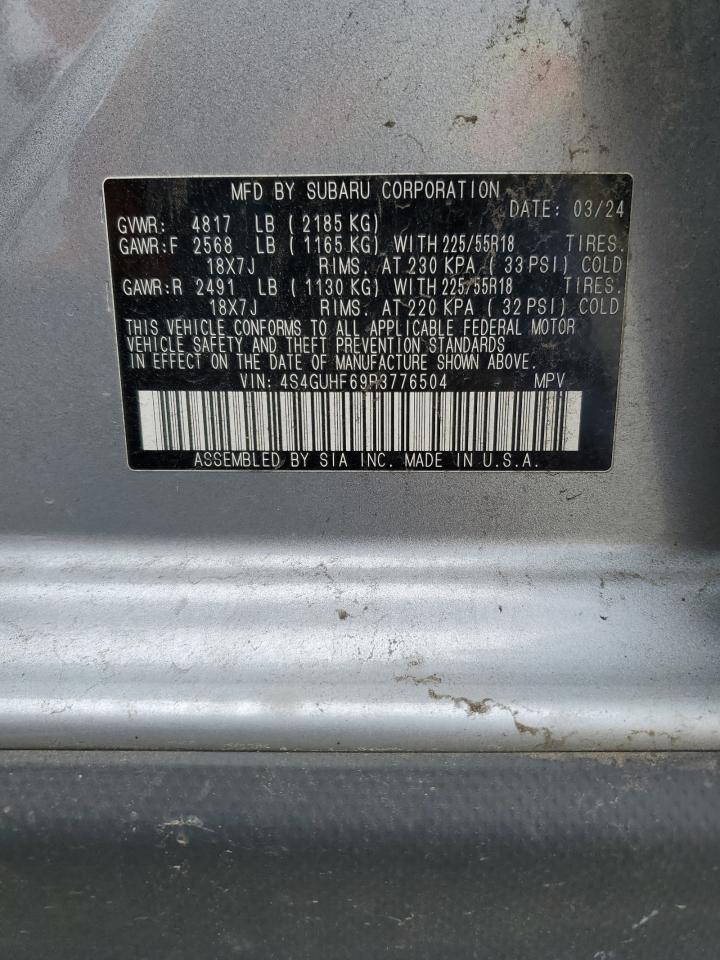 MFD BY SUBARU CORPORATION
DATE: 03/24
GVWR: 4817 LB ( 2185 KG)
GAWR:F 2568 LB ( 1165 KG) WITH 225/55R18 TIRES.
18X7J RIMS. AT 230 KPA ( 33 PSI) COLD
GAWR:R 2491 LB ( 1130 KG) WITH 225/55R18 TIRES.
18X7J RIMS. AT 220 KPA ( 32 PSI) COLD
THIS VEHICLE CONFORMS TO ALL APPLICABLE FEDERAL MOTOR
VEHICLE SAFETY AND THEFT PREVENTION STANDARDS
IN EFFECT ON THE DATE OF MANUFACTURE SHOWN ABOVE.
VIN: 4S4GUHF69R3776504 MPV
ASSEMBLED BY SIA INC. MADE IN U.S.A.